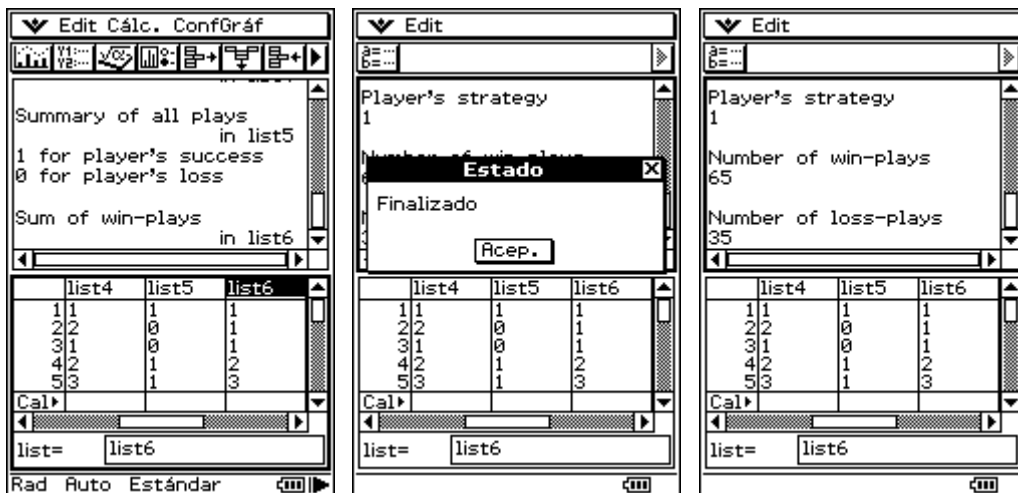 Edit Cálc. ConfGráf
Summary of all plays
in list5
1 for player's success
0 for player's loss
Sum of win-plays
in list6
list4 list5 list6
1 1 1 1
2 2 0 1
3 1 0 1
4 2 1 2
5 3 1 3
Cal
list= list6
Rad Auto Estándar
Edit
a=
b=
Player's strategy
1
Estado
Finalizado
Acep.
list4 list5 list6
1 1 1 1
2 2 0 1
3 1 0 1
4 2 1 2
5 3 1 3
Cal
list= list6
Edit
a=
b=
Player's strategy
1
Number of win-plays
65
Number of loss-plays
35
list4 list5 list6
1 1 1 1
2 2 0 1
3 1 0 1
4 2 1 2
5 3 1 3
Cal
list= list6